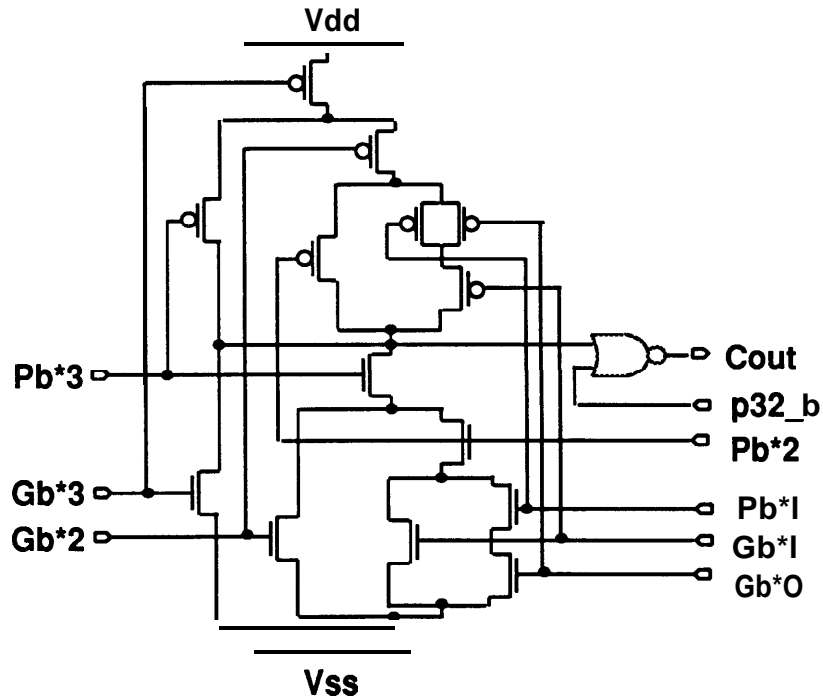 Vdd
Cout
Pb*3
p32_b
Pb*2
Gb*3
Pb*I
Gb*2
Gb*I
Gb*O
Vss